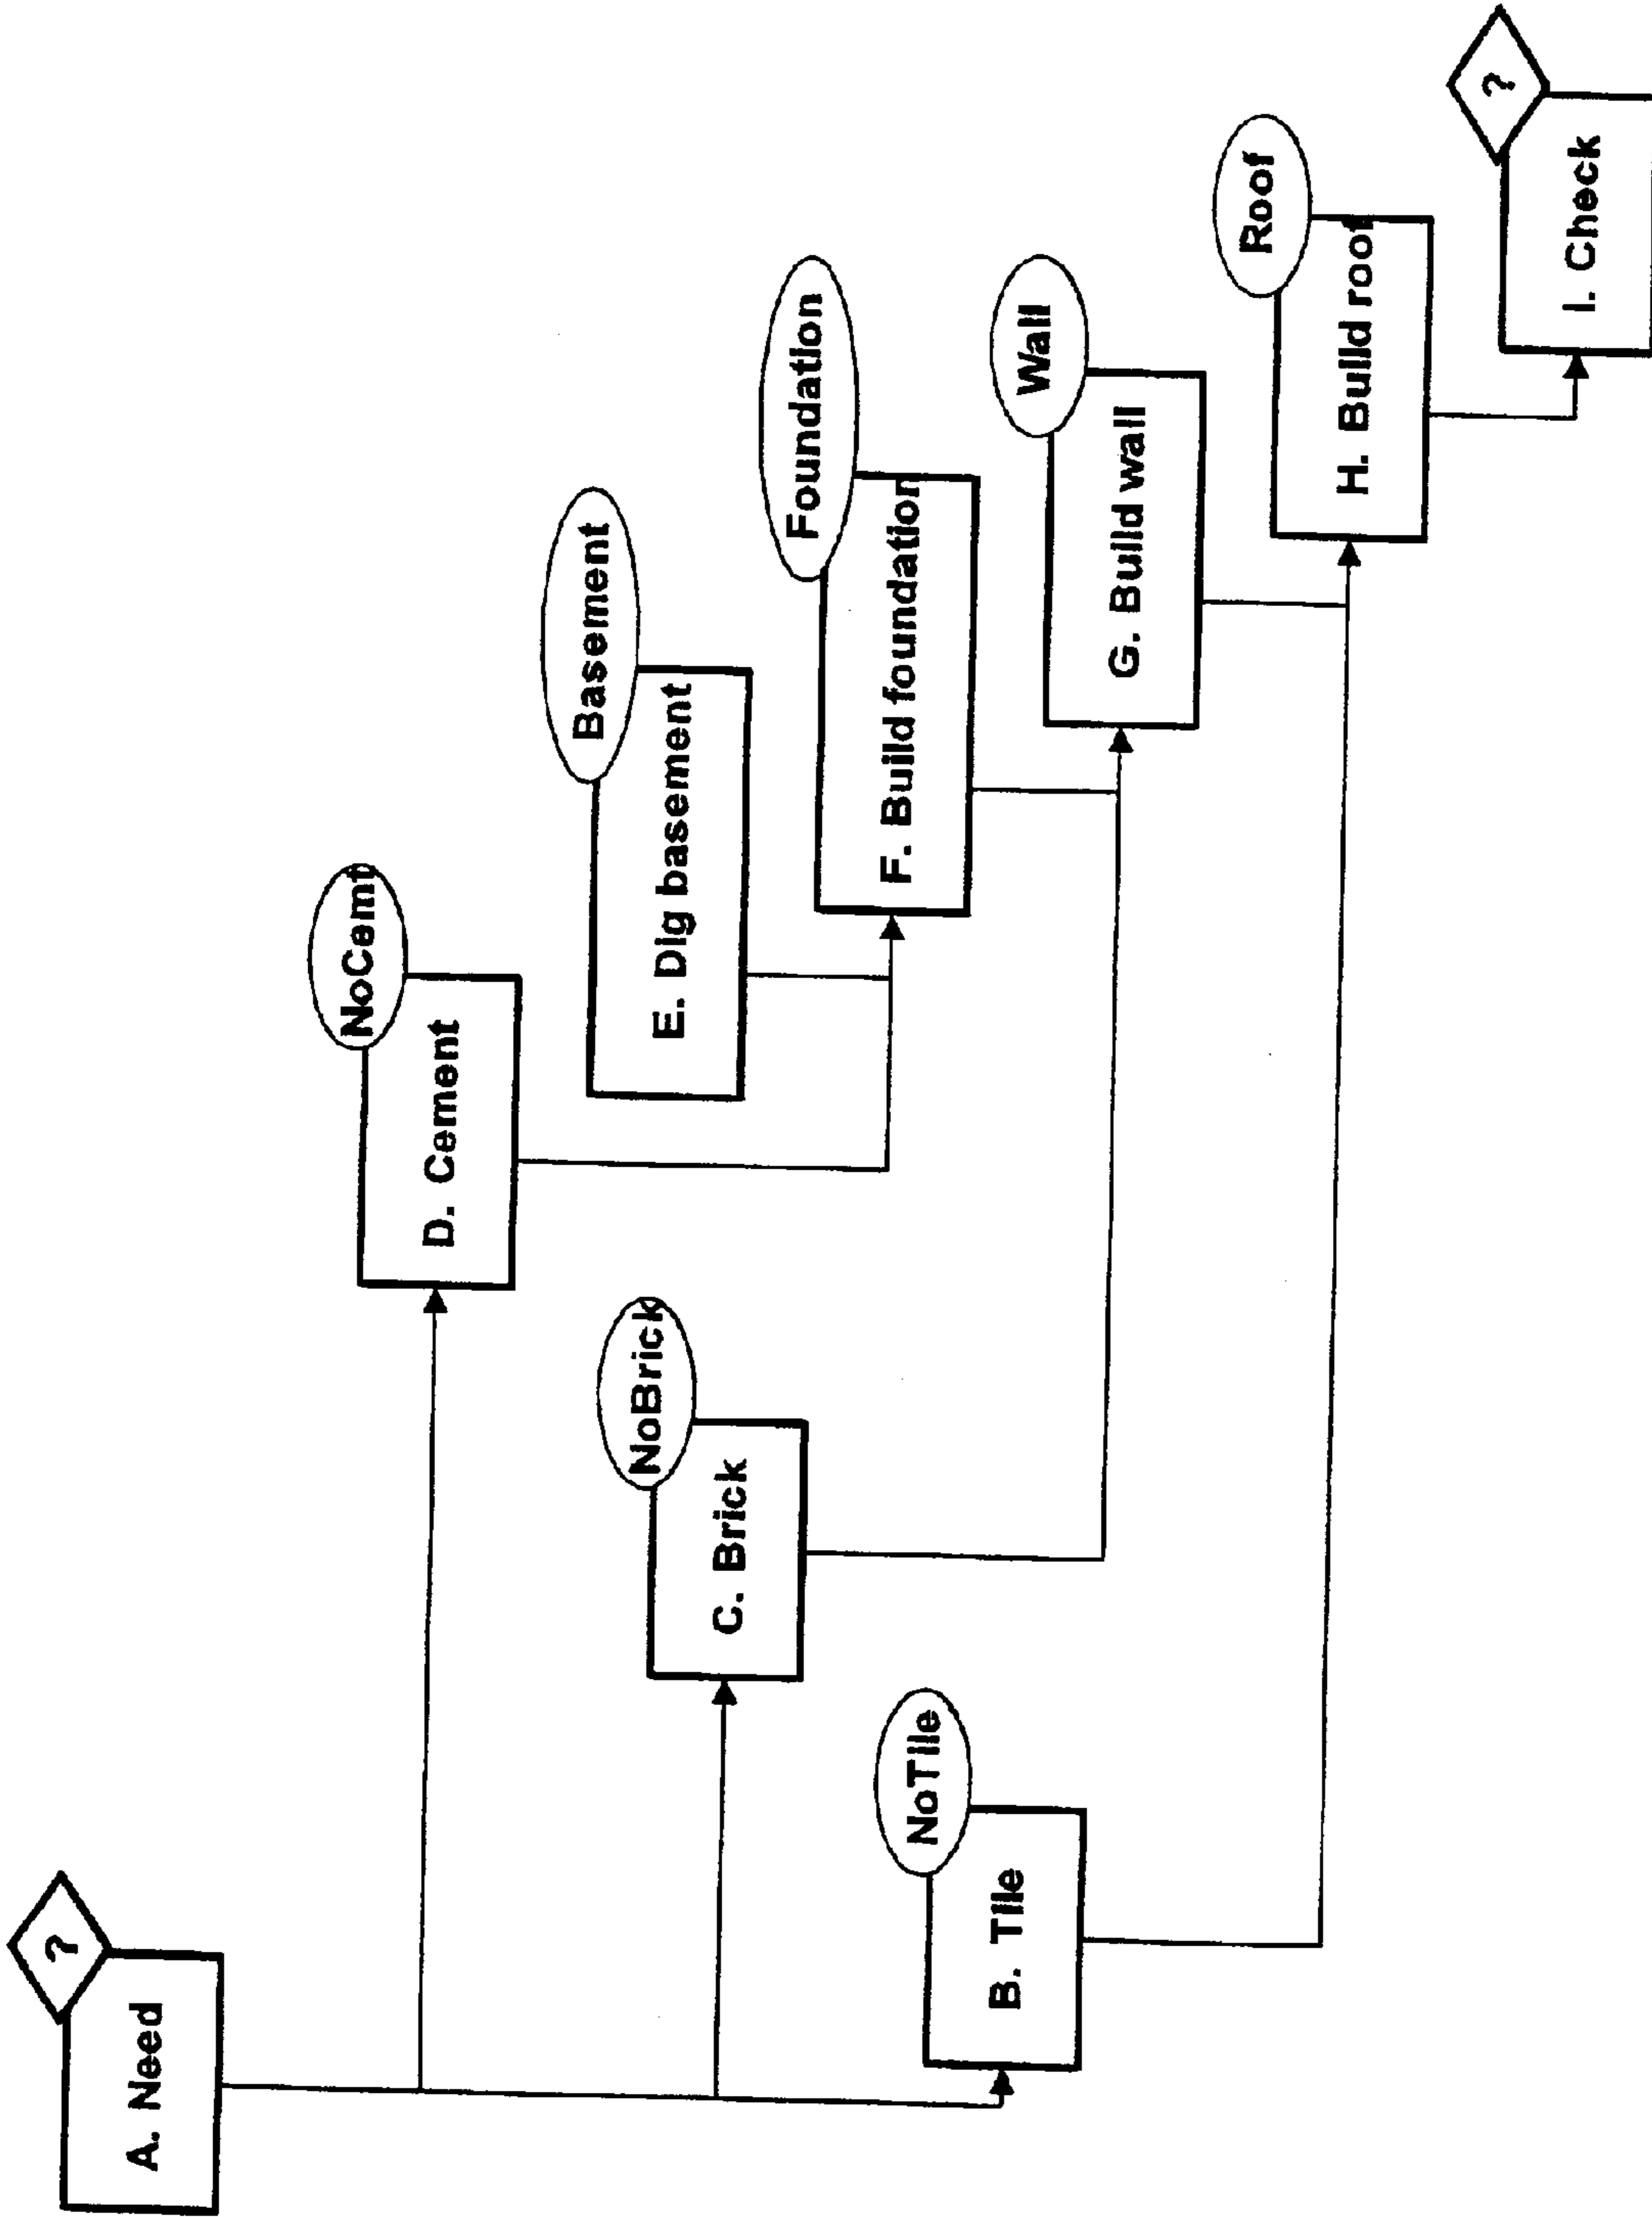 ?
A. Need
NoCemt
D. Cement
Basement
E. Dig basement
NoBrick
C. Brick
Foundation
F. Build foundation
NoTile
B. Tile
Wall
G. Build wall
Roof
H. Build roof
?
I. Check